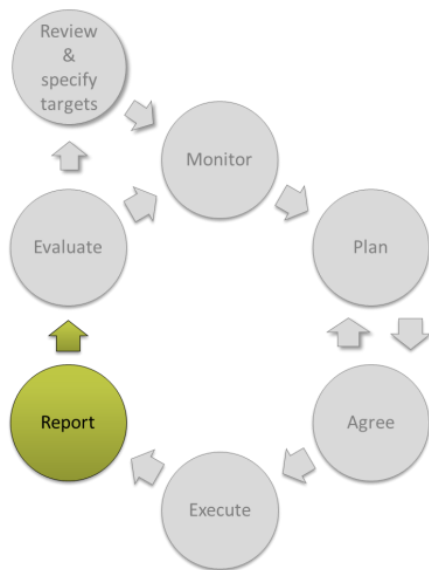 Review
&
specify
targets
Monitor
Evaluate
Plan
Report
Agree
Execute